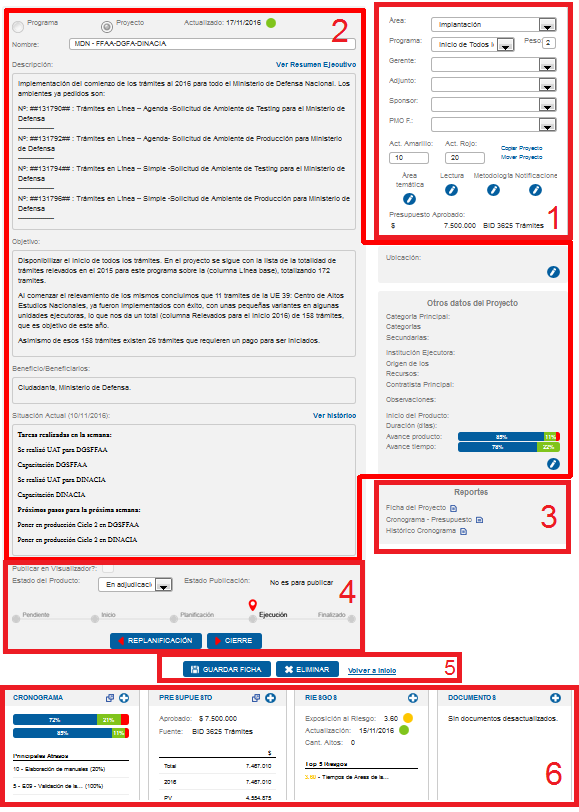 Programa
Proyecto
Actualizado: 17/11/2016
2
Nombre:
MDN - FFAA-DGFA-DINACIA
Descripción:
Ver Resumen Ejecutivo
Implementación del comienzo de los trámites al 2016 para todo el Ministerio de Defensa Nacional. Los
ambientes ya pedidos son:
Nº: ##131790## : Trámites en Línea – Agenda -Solicitud de Ambiente de Testing para el Ministerio de
Defensa
Nº: ##131792## : Trámites en Línea – Agenda- Solicitud de Ambiente de Producción para Ministerio
de Defensa
Nº: ##131794## : Trámites en Línea – Simple -Solicitud de Ambiente de Testing para el Ministerio de
Defensa
Nº: ##131796## : Trámites en Línea – Simple -Solicitud de Ambiente de Producción para Ministerio de
Defensa
Objetivo:
Disponibilizar el inicio de todos los trámites. En el proyecto se sigue con la lista de la totalidad de
trámites relevados en el 2015 para este programa sobre la (columna Línea base), totalizando 172
tramites.
Al comenzar el relevamiento de los mismos concluimos que 11 tramites de la UE 39: Centro de Altos
Estudios Nacionales, ya fueron implementados con éxito, con unas pequeñas variantes en algunas
unidades ejecutoras, lo que nos da un total (columna Relevados para el Inicio 2016) de 158 trámites,
que es objetivo de este año.
Asimismo de esos 158 trámites existen 26 trámites que requieren un pago para ser iniciados.
Beneficio/Beneficiarios:
Ciudadanía, Ministerio de Defensa.
Situación Actual (10/11/2016):
Ver histórico
Tareas realizadas en la semana:
Se realizó UAT para DGSFFAA
Capacitación DGSFFAA
Se realizó UAT para DINACIA
Capacitación DINACIA
Próximos pasos para la próxima semana:
Poner en producción Ciclo 2 en DGSFFAA
Poner en producción Ciclo 2 en DINACIA
Área:
Implantación
Programa:
Inicio de Todos l
Peso
2
Gerente:
Adjunto:
Sponsor:
PMO F.:
Act. Amarillo:
Act. Rojo:
10
20
Copiar Proyecto
Mover Proyecto
Área
temática
Lectura
Metodología
Notificacione
Presupuesto Aprobado:
$
7.500.000
BID 3625 Trámites
1
Ubicación:
Otros datos del Proyecto
Categoría Principal:
Categorías
Secundarias:
Institución Ejecutora:
Origen de los
Recursos:
Contratista Principal:
Observaciones:
Inicio del Producto:
Duración (días):
Avance producto:
85%
11%
Avance tiempo:
78%
22%
Reportes
Ficha del Proyecto
Cronograma - Presupuesto
Histórico Cronograma
3
Publicar en Visualizador?:
Estado del Producto:
En adjudicaci
Estado Publicación:
No es para publicar
4
Pendiente
Inicio
Planificación
Ejecución
Finalizado
REPLANIFICACIÓN
CIERRE
GUARDAR FICHA
ELIMINAR
Volver a inicio
5
CRONOGRAMA
72%
21%
85%
11%
Principales Atrasos
10 - Elaboración de manuales (20%)
5 - E09 - Validación de la... (100%)
PRESUPUESTO
Aprobado: $ 7.500.000
Fuente: BID 3625 Trámites
$
Total 7.467.010
2016 7.467.010
PV 4.554.875
RIESGOS
Exposición al Riesgo: 3.60
Actualización: 15/11/2016
Cant. Altos: 0
Top 5 Riesgos
3.60 - Tiempos de Areas de la...
DOCUMENTOS
Sin documentos desactualizados.
6